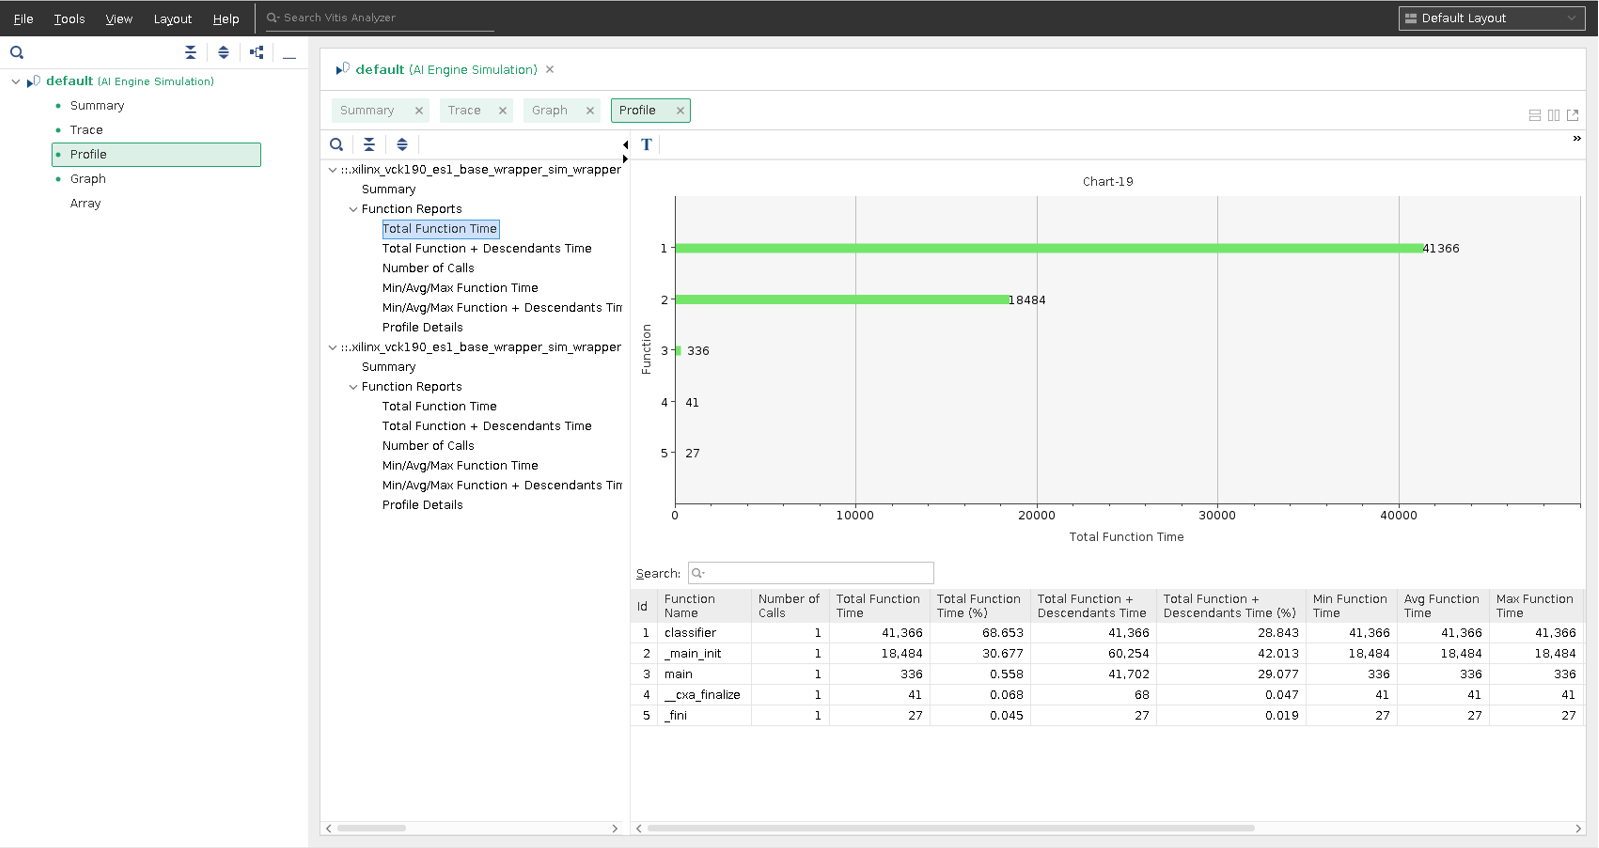 File Tools View Layout Help Search Vitis Analyzer Default Layout
default (AI Engine Simulation)
Summary
Trace
Profile
Graph
Array
default (AI Engine Simulation) ×
Summary × Trace × Graph × Profile ×
::.xilinx_vck190_es1_base_wrapper_sim_wrapper
Summary
Function Reports
Total Function Time
Total Function + Descendants Time
Number of Calls
Min/Avg/Max Function Time
Min/Avg/Max Function + Descendants Tim
Profile Details
::.xilinx_vck190_es1_base_wrapper_sim_wrapper
Summary
Function Reports
Total Function Time
Total Function + Descendants Time
Number of Calls
Min/Avg/Max Function Time
Min/Avg/Max Function + Descendants Tim
Profile Details
T »
Chart-19
Function
1 41366
2 18484
3 336
4 41
5 27
0 10000 20000 30000 40000
Total Function Time
Search:
Id Function Name Number of Calls Total Function Time Total Function Time (%) Total Function + Descendants Time Total Function + Descendants Time (%) Min Function Time Avg Function Time Max Function Time
1 classifier 1 41,366 68.653 41,366 28.843 41,366 41,366 41,366
2 _main_init 1 18,484 30.677 60,254 42.013 18,484 18,484 18,484
3 main 1 336 0.558 41,702 29.077 336 336 336
4 __cxa_finalize 1 41 0.068 68 0.047 41 41 41
5 _fini 1 27 0.045 27 0.019 27 27 27